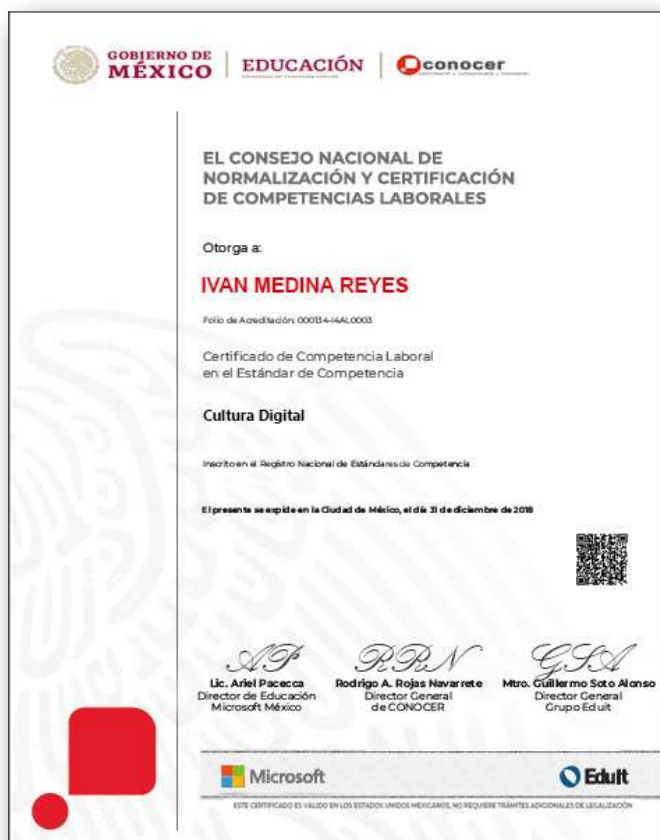 GOBIERNO DE MÉXICO
EDUCACIÓN
conocer
EL CONSEJO NACIONAL DE
NORMALIZACIÓN Y CERTIFICACIÓN
DE COMPETENCIAS LABORALES
Otorga a:
IVAN MEDINA REYES
Folio de Acreditación: 000134-I4AL0003
Certificado de Competencia Laboral
en el Estándar de Competencia
Cultura Digital
Inscrito en el Registro Nacional de Estándares de Competencia
El presente se expide en la Ciudad de México, el día 31 de diciembre de 2018
AP RRN GSA
Lic. Ariel Pacecca Rodrigo A. Rojas Navarrete Mtro. Guillermo Soto Alonso
Director de Educación Director General Director General
Microsoft México de CONOCER Grupo Eduit
Microsoft EduIt
ESTE CERTIFICADO ES VÁLIDO EN LOS ESTADOS UNIDOS MEXICANOS, NO REQUIERE TRÁMITES ADICIONALES DE LEGALIZACIÓN